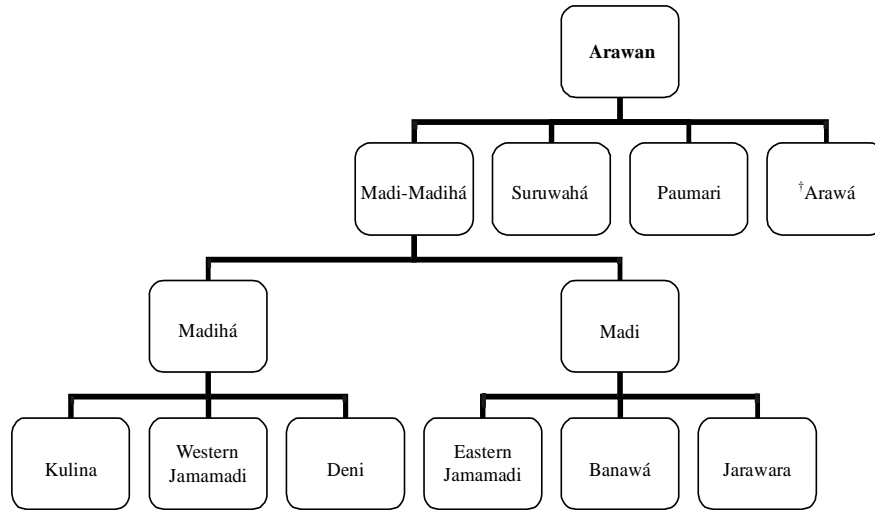 Arawan
Madi-Madihá
Suruwahá
Paumari
†Arawá
Madihá
Madi
Kulina
Western
Jamamadi
Deni
Eastern
Jamamadi
Banawá
Jarawara